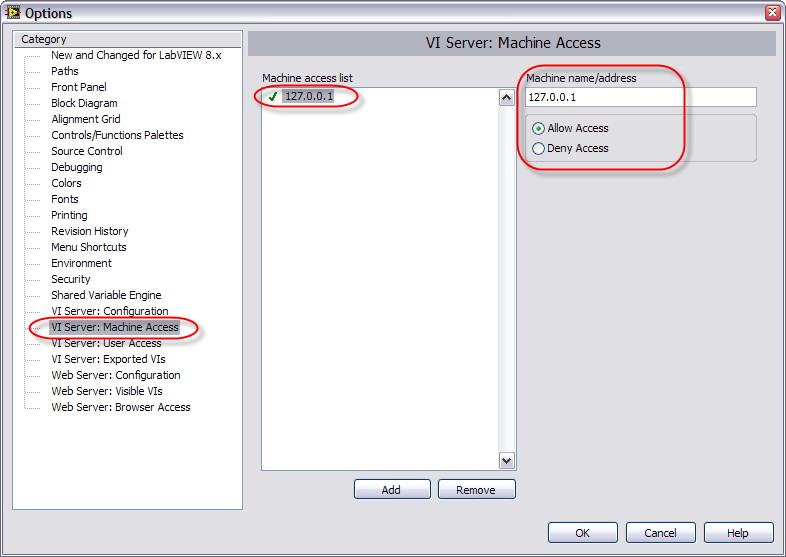 Options
Category
New and Changed for LabVIEW 8.x
Paths
Front Panel
Block Diagram
Alignment Grid
Controls/Functions Palettes
Source Control
Debugging
Colors
Fonts
Printing
Revision History
Menu Shortcuts
Environment
Security
Shared Variable Engine
VI Server: Configuration
VI Server: Machine Access
VI Server: User Access
VI Server: Exported VIs
Web Server: Configuration
Web Server: Visible VIs
Web Server: Browser Access
VI Server: Machine Access
Machine access list
127.0.0.1
Machine name/address
127.0.0.1
Allow Access
Deny Access
Add
Remove
OK
Cancel
Help